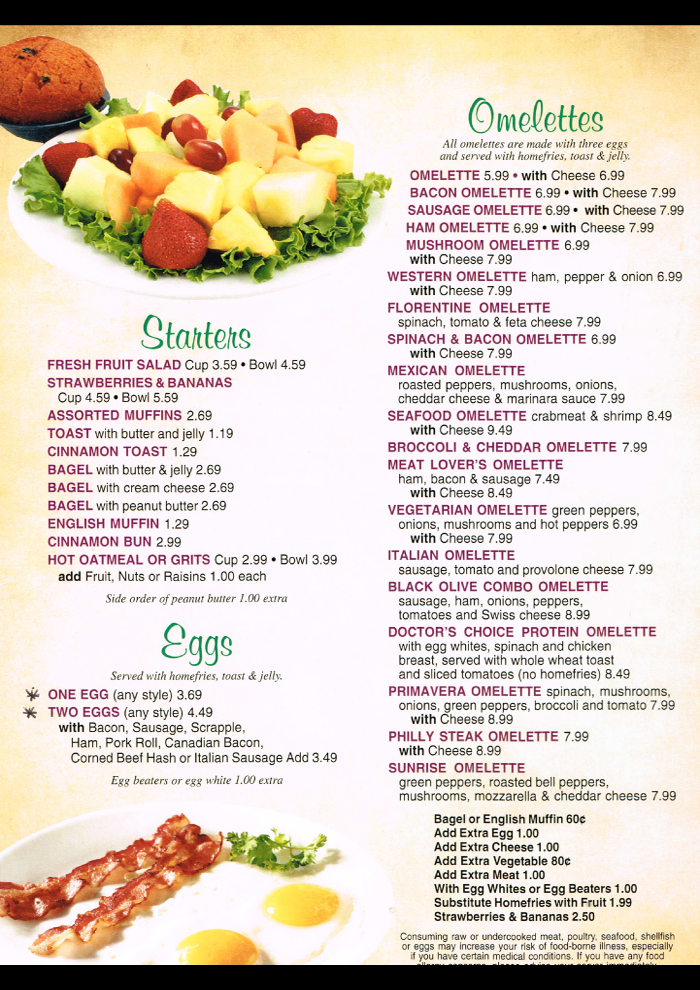 Starters
FRESH FRUIT SALAD Cup 3.59 • Bowl 4.59
STRAWBERRIES & BANANAS
Cup 4.59 • Bowl 5.59
ASSORTED MUFFINS 2.69
TOAST with butter and jelly 1.19
CINNAMON TOAST 1.29
BAGEL with butter & jelly 2.69
BAGEL with cream cheese 2.69
BAGEL with peanut butter 2.69
ENGLISH MUFFIN 1.29
CINNAMON BUN 2.99
HOT OATMEAL OR GRITS Cup 2.99 • Bowl 3.99
add Fruit, Nuts or Raisins 1.00 each
Side order of peanut butter 1.00 extra
Eggs
Served with homefries, toast & jelly.
ONE EGG (any style) 3.69
TWO EGGS (any style) 4.49
with Bacon, Sausage, Scrapple,
Ham, Pork Roll, Canadian Bacon,
Corned Beef Hash or Italian Sausage Add 3.49
Egg beaters or egg white 1.00 extra
Omelettes
All omelettes are made with three eggs
and served with homefries, toast & jelly.
OMELETTE 5.99 • with Cheese 6.99
BACON OMELETTE 6.99 • with Cheese 7.99
SAUSAGE OMELETTE 6.99 • with Cheese 7.99
HAM OMELETTE 6.99 • with Cheese 7.99
MUSHROOM OMELETTE 6.99
with Cheese 7.99
WESTERN OMELETTE ham, pepper & onion 6.99
with Cheese 7.99
FLORENTINE OMELETTE
spinach, tomato & feta cheese 7.99
SPINACH & BACON OMELETTE 6.99
with Cheese 7.99
MEXICAN OMELETTE
roasted peppers, mushrooms, onions,
cheddar cheese & marinara sauce 7.99
SEAFOOD OMELETTE crabmeat & shrimp 8.49
with Cheese 9.49
BROCCOLI & CHEDDAR OMELETTE 7.99
MEAT LOVER'S OMELETTE
ham, bacon & sausage 7.49
with Cheese 8.49
VEGETARIAN OMELETTE green peppers,
onions, mushrooms and hot peppers 6.99
with Cheese 7.99
ITALIAN OMELETTE
sausage, tomato and provolone cheese 7.99
BLACK OLIVE COMBO OMELETTE
sausage, ham, onions, peppers,
tomatoes and Swiss cheese 8.99
DOCTOR'S CHOICE PROTEIN OMELETTE
with egg whites, spinach and chicken
breast, served with whole wheat toast
and sliced tomatoes (no homefries) 8.49
PRIMAVERA OMELETTE spinach, mushrooms,
onions, green peppers, broccoli and tomato 7.99
with Cheese 8.99
PHILLY STEAK OMELETTE 7.99
with Cheese 8.99
SUNRISE OMELETTE
green peppers, roasted bell peppers,
mushrooms, mozzarella & cheddar cheese 7.99
Bagel or English Muffin 60¢
Add Extra Egg 1.00
Add Extra Cheese 1.00
Add Extra Vegetable 80¢
Add Extra Meat 1.00
With Egg Whites or Egg Beaters 1.00
Substitute Homefries with Fruit 1.99
Strawberries & Bananas 2.50
Consuming raw or undercooked meat, poultry, seafood, shellfish
or eggs may increase your risk of food-borne illness, especially
if you have certain medical conditions. If you have any food